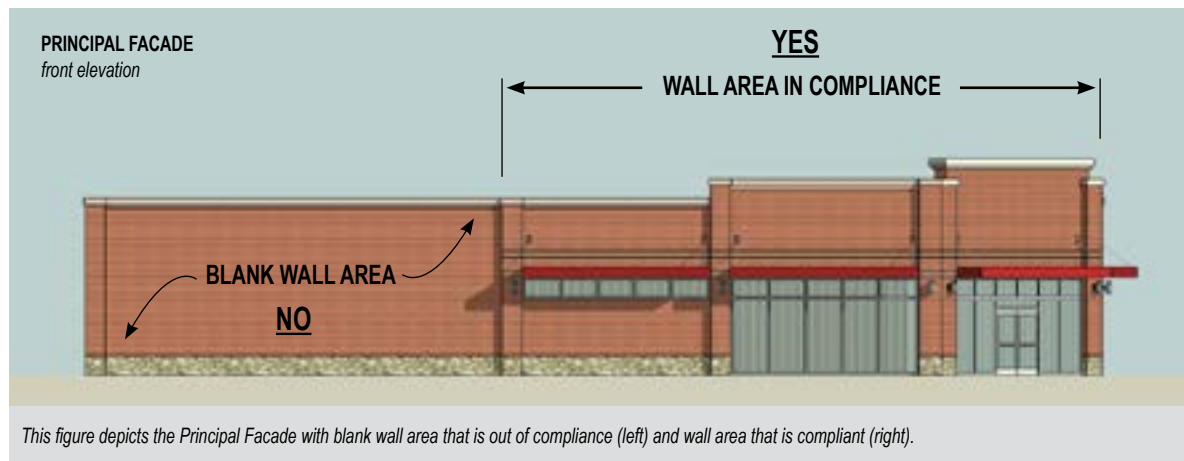 PRINCIPAL FACADE
front elevation
YES
WALL AREA IN COMPLIANCE
BLANK WALL AREA
NO
This figure depicts the Principal Facade with blank wall area that is out of compliance (left) and wall area that is compliant (right).